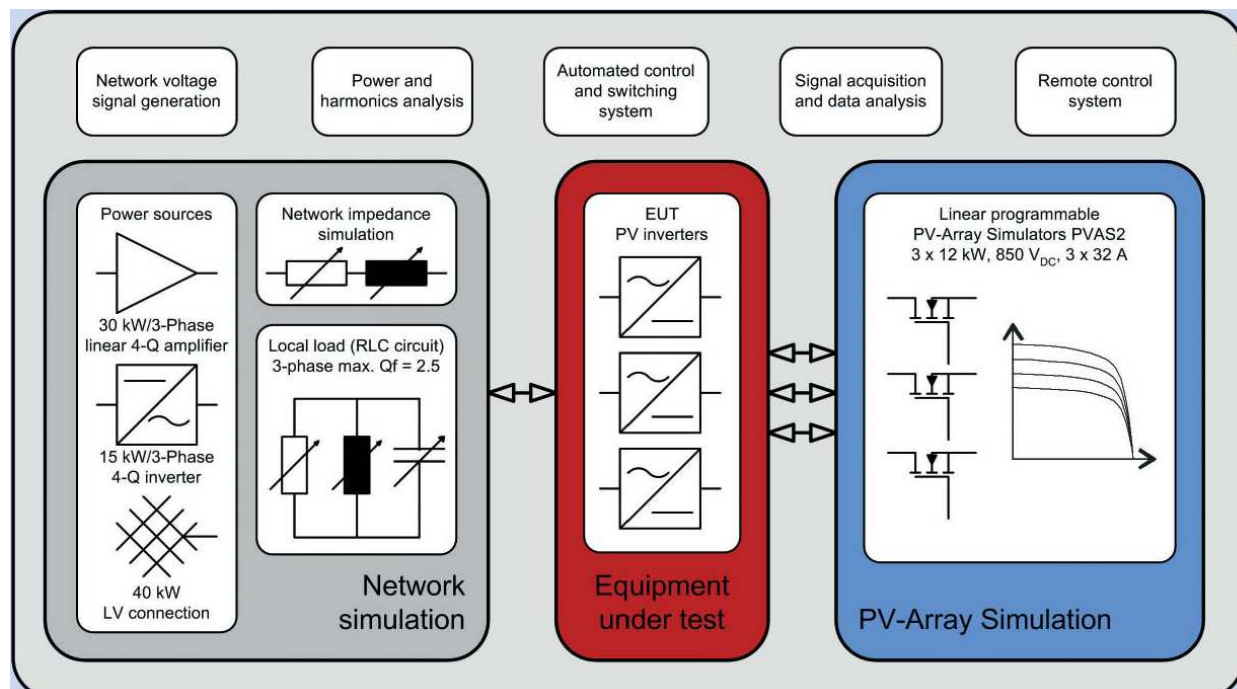 Network voltage
signal generation
Power and
harmonics analysis
Automated control
and switching
system
Signal acquisition
and data analysis
Remote control
system
Power sources
30 kW/3-Phase
linear 4-Q amplifier
15 kW/3-Phase
4-Q inverter
40 kW
LV connection
Network impedance
simulation
Local load (RLC circuit)
3-phase max. Qf = 2.5
Network
simulation
EUT
PV inverters
Equipment
under test
Linear programmable
PV-Array Simulators PVAS2
3 x 12 kW, 850 V_DC, 3 x 32 A
PV-Array Simulation